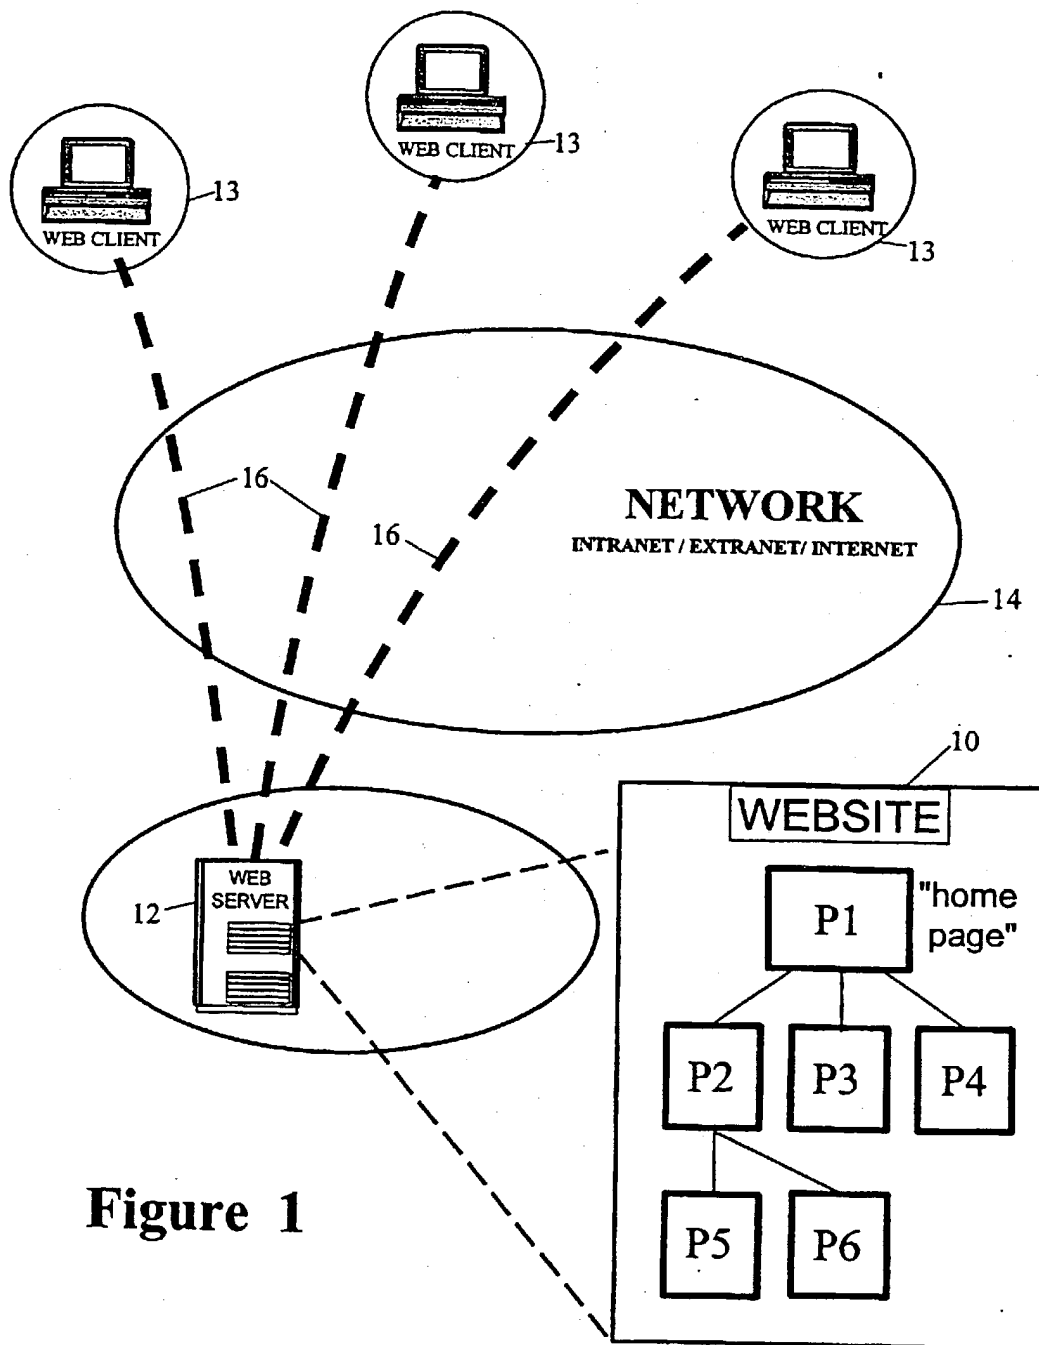 WEB CLIENT
13
WEB CLIENT
13
WEB CLIENT
13
16
16
NETWORK
INTRANET / EXTRANET/ INTERNET
14
10
WEBSITE
WEB
SERVER
12
P1
"home
page"
P2
P3
P4
P5
P6
Figure 1